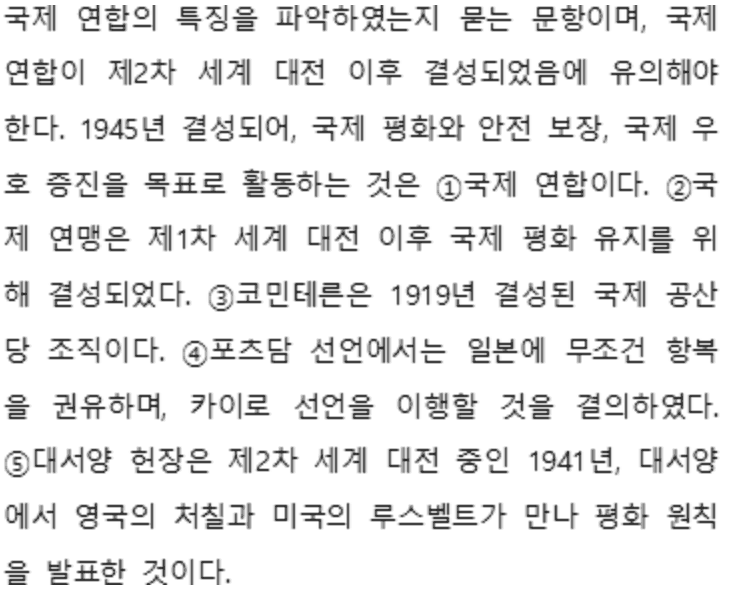 국제 연합의 특징을 파악하였는지 묻는 문항이며, 국제
연합이 제2차 세계 대전 이후 결성되었음에 유의해야
한다. 1945년 결성되어, 국제 평화와 안전 보장, 국제 우
호 증진을 목표로 활동하는 것은 ①국제 연합이다. ②국
제 연맹은 제1차 세계 대전 이후 국제 평화 유지를 위
해 결성되었다. ③코민테른은 1919년 결성된 국제 공산
당 조직이다. ④포츠담 선언에서는 일본에 무조건 항복
을 권유하며, 카이로 선언을 이행할 것을 결의하였다.
⑤대서양 헌장은 제2차 세계 대전 중인 1941년, 대서양
에서 영국의 처칠과 미국의 루스벨트가 만나 평화 원칙
을 발표한 것이다.